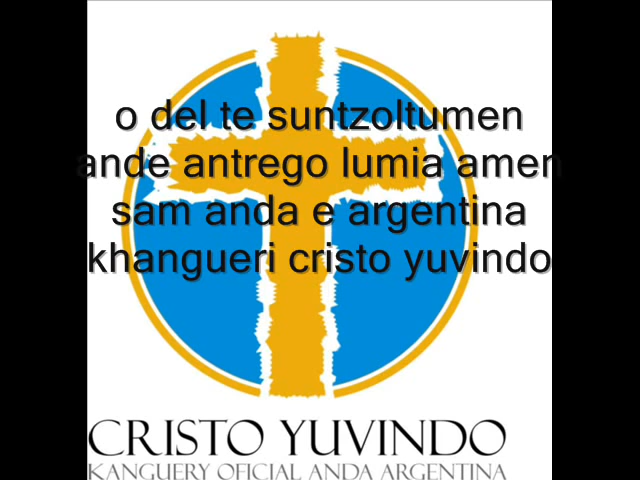 o del te suntzoltumen
ande antrego lumia amen
sam anda e argentina
khangueri cristo yuvindo
CRISTO YUVINDO
KANGUERY OFICIAL ANDA ARGENTINA